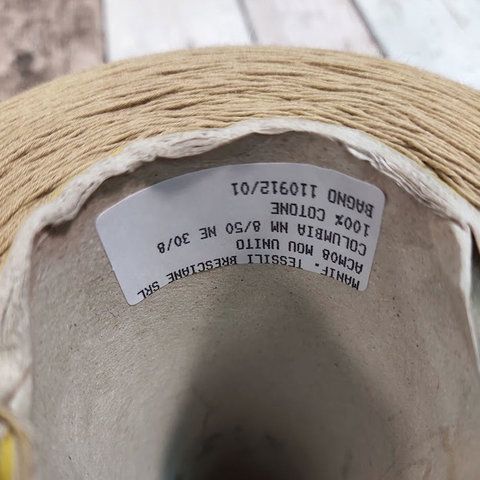 MANIF. TESSILI BRESCIANE SRL
ACM08 MOU UNITO
COLUMBIA NM 8/50 NE 30/8
100% COTONE
BAGNO 110912/01